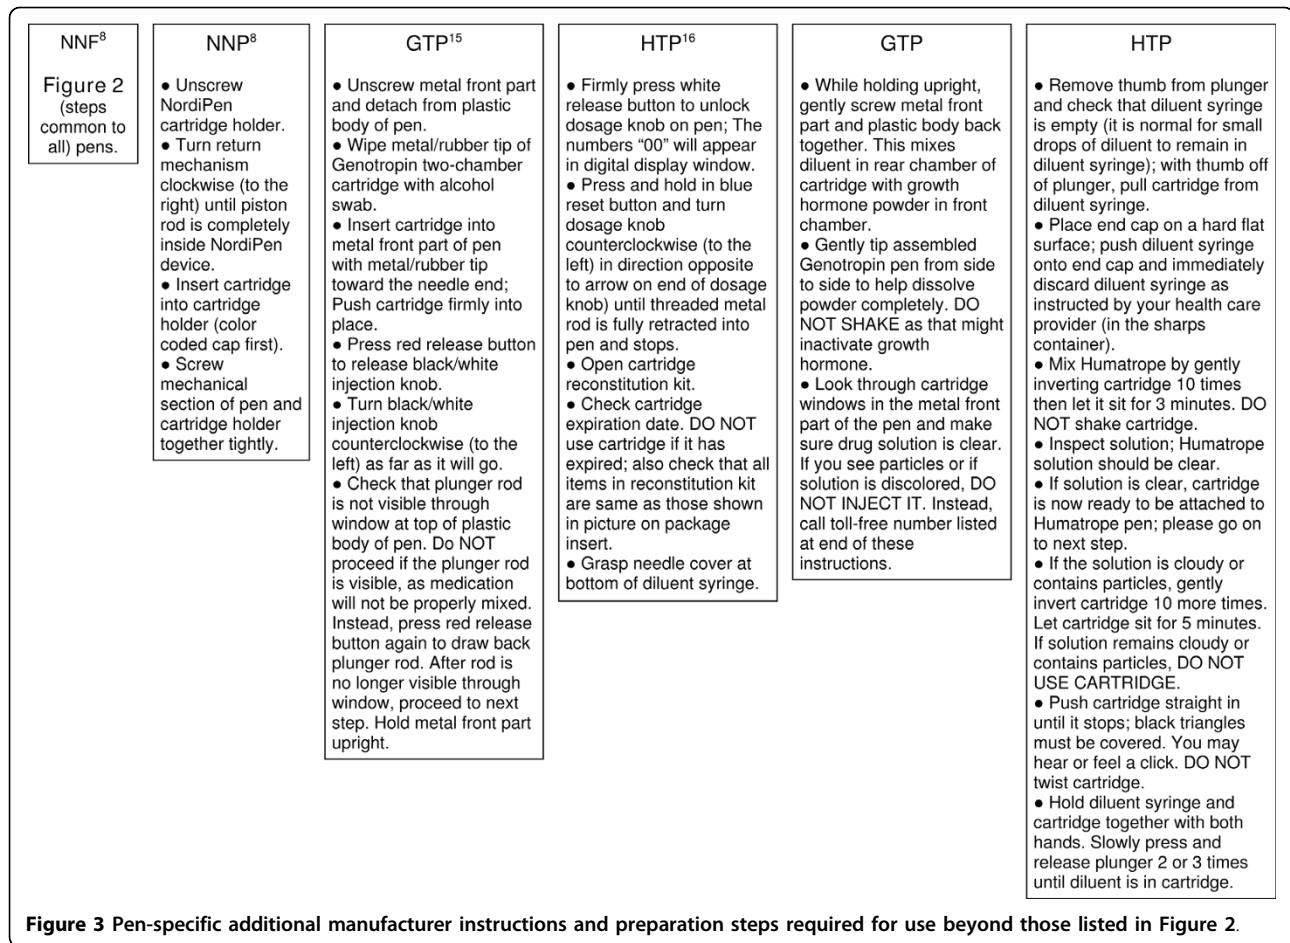 NNF8
Figure 2
(steps
common to
all) pens.
NNP8
● Unscrew
NordiPen
cartridge holder.
● Turn return
mechanism
clockwise (to the
right) until piston
rod is completely
inside NordiPen
device.
● Insert cartridge
into cartridge
holder (color
coded cap first).
● Screw
mechanical
section of pen and
cartridge holder
together tightly.
GTP15
● Unscrew metal front part
and detach from plastic
body of pen.
● Wipe metal/rubber tip of
Genotropin two-chamber
cartridge with alcohol
swab.
● Insert cartridge into
metal front part of pen
with metal/rubber tip
toward the needle end;
Push cartridge firmly into
place.
● Press red release button
to release black/white
injection knob.
● Turn black/white
injection knob
counterclockwise (to the
left) as far as it will go.
● Check that plunger rod
is not visible through
window at top of plastic
body of pen. Do NOT
proceed if the plunger rod
is visible, as medication
will not be properly mixed.
Instead, press red release
button again to draw back
plunger rod. After rod is
no longer visible through
window, proceed to next
step. Hold metal front part
upright.
HTP16
● Firmly press white
release button to unlock
dosage knob on pen; The
numbers “00” will appear
in digital display window.
● Press and hold in blue
reset button and turn
dosage knob
counterclockwise (to the
left) in direction opposite
to arrow on end of dosage
knob) until threaded metal
rod is fully retracted into
pen and stops.
● Open cartridge
reconstitution kit.
● Check cartridge
expiration date. DO NOT
use cartridge if it has
expired; also check that all
items in reconstitution kit
are same as those shown
in picture on package
insert.
● Grasp needle cover at
bottom of diluent syringe.
GTP
● While holding upright,
gently screw metal front
part and plastic body back
together. This mixes
diluent in rear chamber of
cartridge with growth
hormone powder in front
chamber.
● Gently tip assembled
Genotropin pen from side
to side to help dissolve
powder completely. DO
NOT SHAKE as that might
inactivate growth
hormone.
● Look through cartridge
windows in the metal front
part of the pen and make
sure drug solution is clear.
If you see particles or if
solution is discolored, DO
NOT INJECT IT. Instead,
call toll-free number listed
at end of these
instructions.
HTP
● Remove thumb from plunger
and check that diluent syringe
is empty (it is normal for small
drops of diluent to remain in
diluent syringe); with thumb off
of plunger, pull cartridge from
diluent syringe.
● Place end cap on a hard flat
surface; push diluent syringe
onto end cap and immediately
discard diluent syringe as
instructed by your health care
provider (in the sharps
container).
● Mix Humatrope by gently
inverting cartridge 10 times
then let it sit for 3 minutes. DO
NOT shake cartridge.
● Inspect solution; Humatrope
solution should be clear.
● If solution is clear, cartridge
is now ready to be attached to
Humatrope pen; please go on
to next step.
● If the solution is cloudy or
contains particles, gently
invert cartridge 10 more times.
Let cartridge sit for 5 minutes.
If solution remains cloudy or
contains particles, DO NOT
USE CARTRIDGE.
● Push cartridge straight in
until it stops; black triangles
must be covered. You may
hear or feel a click. DO NOT
twist cartridge.
● Hold diluent syringe and
cartridge together with both
hands. Slowly press and
release plunger 2 or 3 times
until diluent is in cartridge.
Figure 3 Pen-specific additional manufacturer instructions and preparation steps required for use beyond those listed in Figure 2.